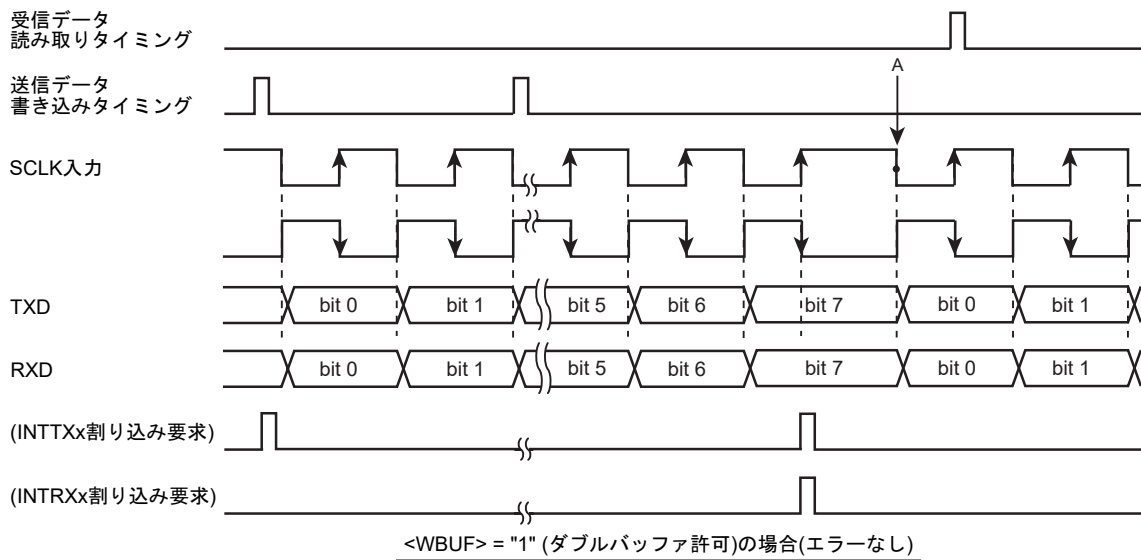 受信データ
読み取りタイミング
A
送信データ
書き込みタイミング
SCLK入力
TXD
bit 0
bit 1
bit 5
bit 6
bit 7
bit 0
bit 1
RXD
bit 0
bit 1
bit 5
bit 6
bit 7
bit 0
bit 1
(INTTXx割り込み要求)
(INTRXx割り込み要求)
<WBUF> = "1" (ダブルバッファ許可)の場合(エラーなし)